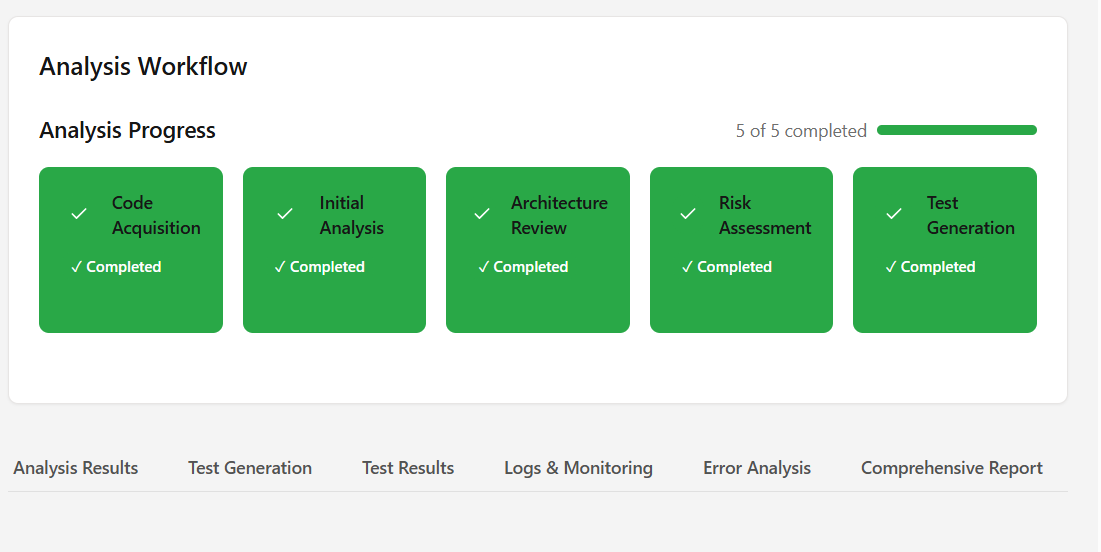 Analysis Workflow
Analysis Progress
5 of 5 completed
Code
Acquisition
✓ Completed
Initial
Analysis
✓ Completed
Architecture
Review
✓ Completed
Risk
Assessment
✓ Completed
Test
Generation
✓ Completed
Analysis Results
Test Generation
Test Results
Logs & Monitoring
Error Analysis
Comprehensive Report